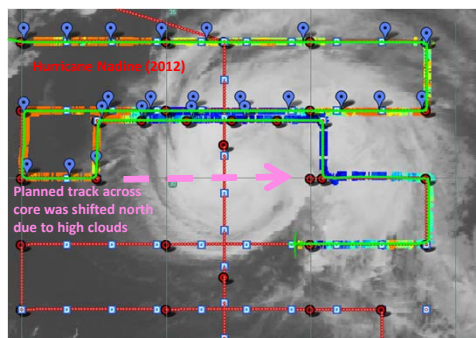 Hurricane Nadine (2012)
Planned track across
core was shifted north
due to high clouds